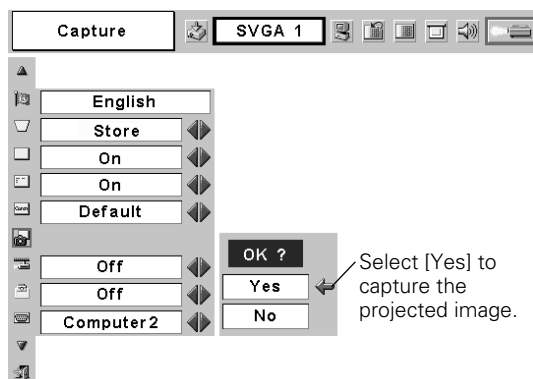 Capture
SVGA 1
English
Store
On
On
Default
Off
Off
Computer2
OK ?
Yes
No
Select [Yes] to
capture the
projected image.